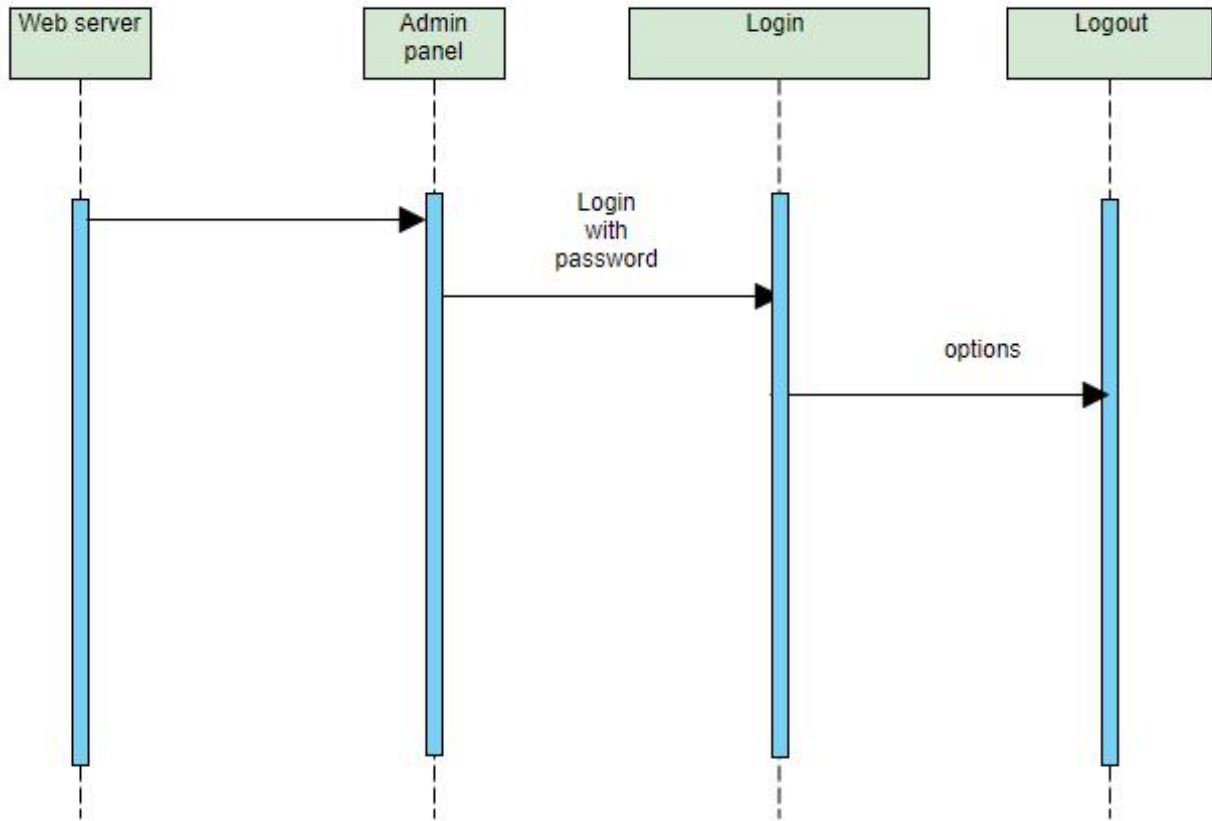 Web server
Admin
panel
Login
Logout
Login
with
password
options